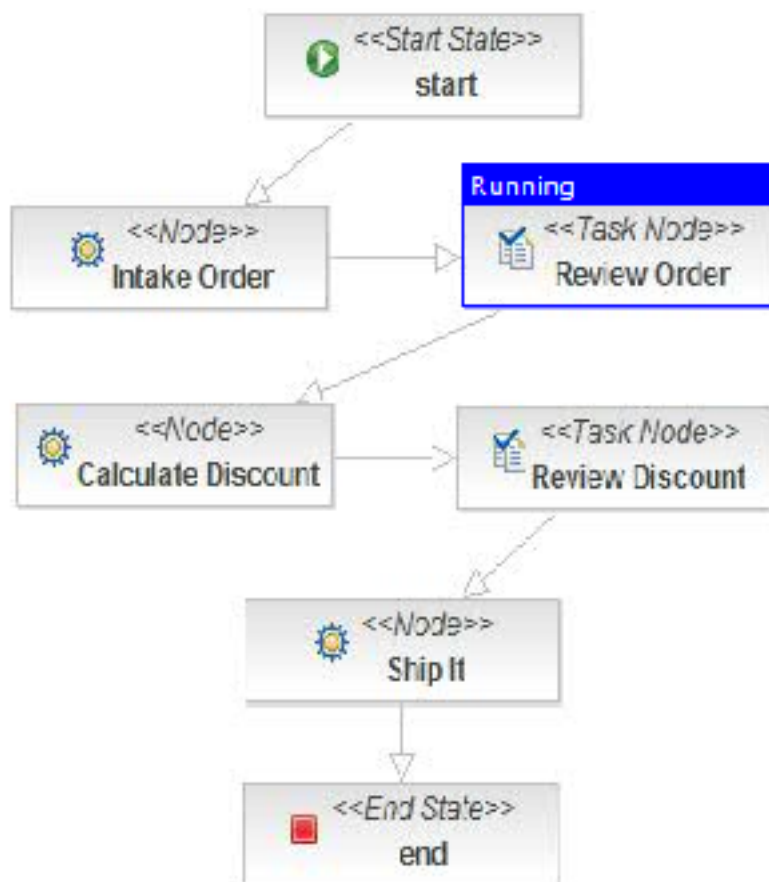 <<Start State>>
start
Running
<<Node>>
Intake Order
<<Task Node>>
Review Order
<<Node>>
Calculate Discount
<<Task Node>>
Review Discount
<<Node>>
Ship It
<<End State>>
end